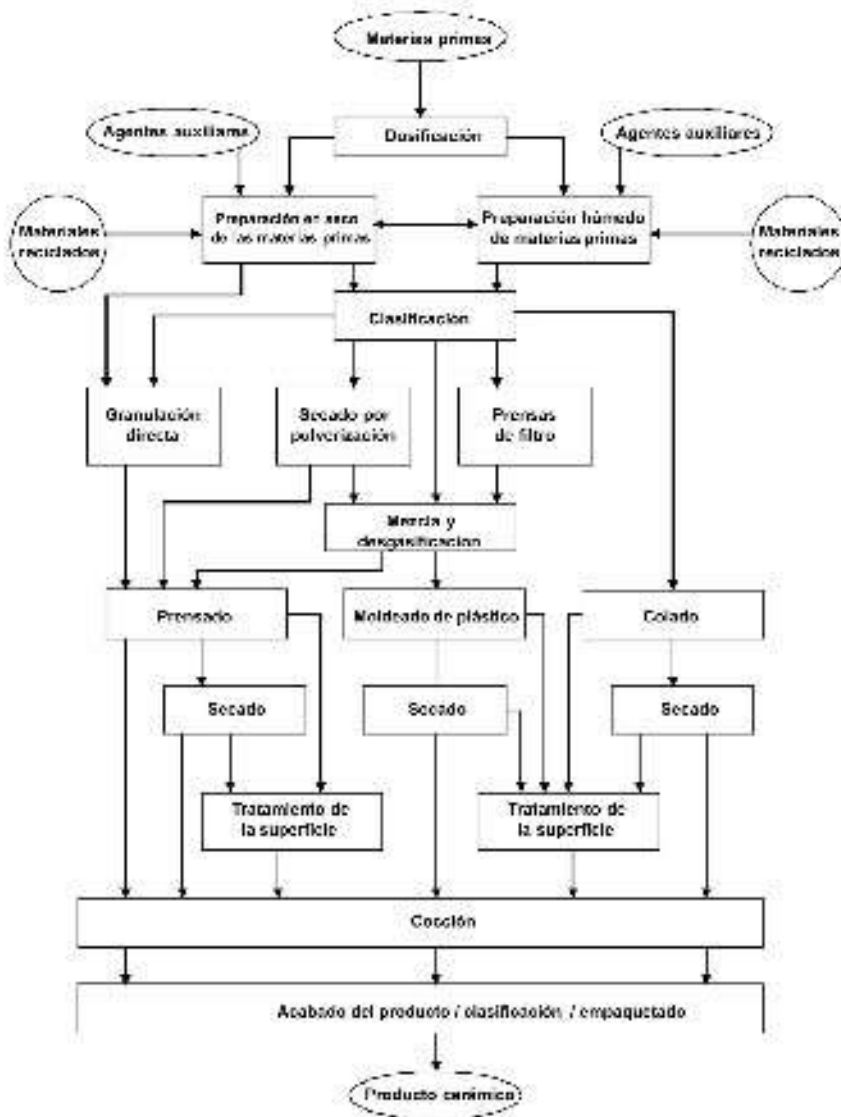 Materias primas
Agentes auxiliares
Dosificación
Agentes auxiliares
Materiales
reciclados
Preparación en seco
de las materias primas
Preparación húmedo
de materias primas
Materiales
reciclados
Clasificación
Granulación
directa
Secado por
pulverización
Prensas
de filtro
Mezcla y
desgasificación
Prensado
Moldeado de plástico
Colado
Secado
Secado
Secado
Tratamiento de
la superficie
Tratamiento de
la superficie
Cocción
Acabado del producto / clasificación / empaquetado
Producto cerámico